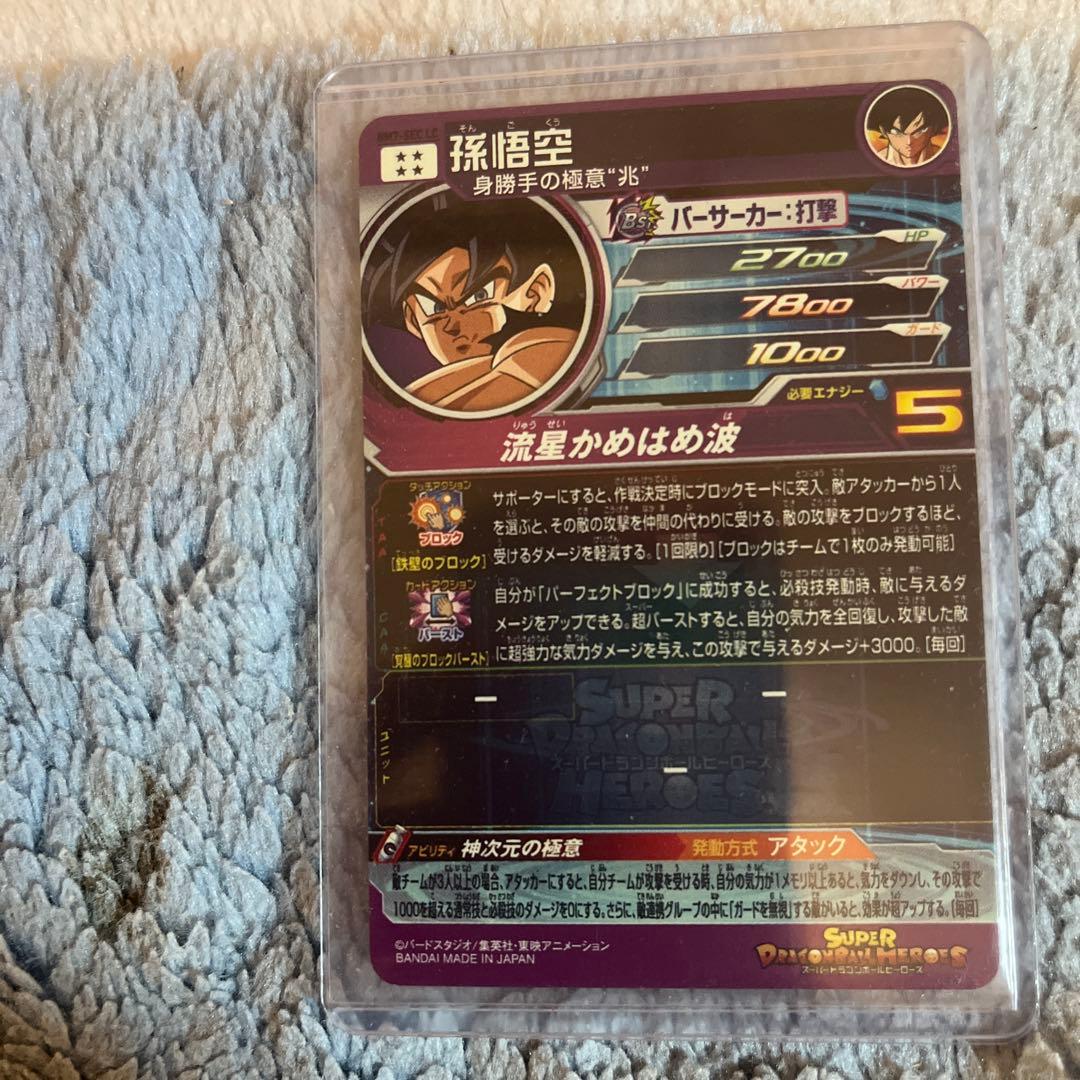 BM7-SEC LC
孫悟空
そん ご くう
身勝手の極意“兆”
Bs バーサーカー：打撃
HP
2700
パワー
7800
ガード
1000
必要エナジー 5
りゅう せい は
流星かめはめ波
TAA
タッチアクション
ブロック
[鉄壁のブロック]
サポーターにすると、作戦決定時にブロックモードに突入。敵アタッカーから1人
を選ぶと、その敵の攻撃を仲間の代わりに受ける。敵の攻撃をブロックするほど、
受けるダメージを軽減する。[1回限り][ブロックはチームで1枚のみ発動可能]
CAA
カードアクション
バースト
[覚醒のブロックバースト]
自分が「パーフェクトブロック」に成功すると、必殺技発動時、敵に与えるダ
メージをアップできる。超バーストすると、自分の気力を全回復し、攻撃した敵
に超強力な気力ダメージを与え、この攻撃で与えるダメージ+3000。[毎回]
ユニット
SUPER
DRAGONBALL
スーパードラゴンボールヒーローズ
HEROES
アビリティ 神次元の極意 発動方式 アタック
敵チームが3人以上の場合、アタッカーにすると、自分チームが攻撃を受ける時、自分の気力が1メモリ以上あると、気力をダウンし、その攻撃で
1000を超える通常技と必殺技のダメージを0にする。さらに、敵連携グループの中に「ガードを無視」する敵がいると、効果が超アップする。[毎回]
©バードスタジオ/集英社・東映アニメーション
BANDAI MADE IN JAPAN
SUPER
DRAGONBALL HEROES
スーパードラゴンボールヒーローズ